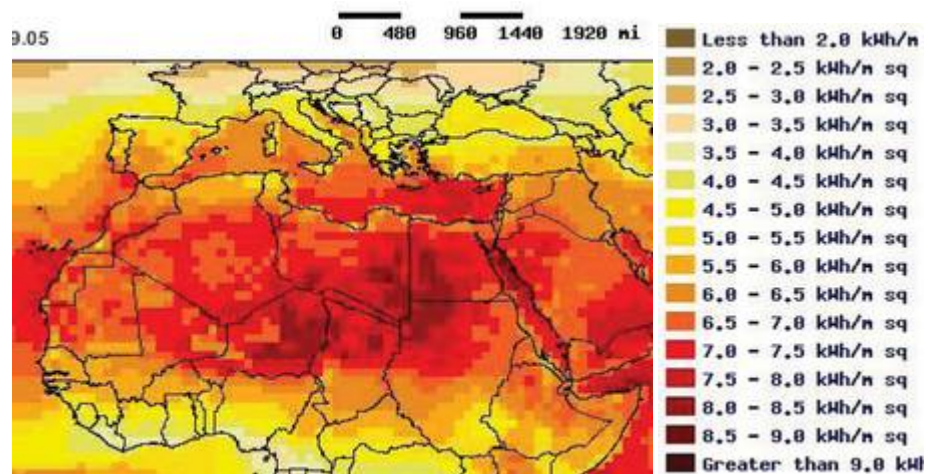 9.05
0 480 960 1440 1920 mi
Less than 2.0 kWh/m
2.0 - 2.5 kWh/m sq
2.5 - 3.0 kWh/m sq
3.0 - 3.5 kWh/m sq
3.5 - 4.0 kWh/m sq
4.0 - 4.5 kWh/m sq
4.5 - 5.0 kWh/m sq
5.0 - 5.5 kWh/m sq
5.5 - 6.0 kWh/m sq
6.0 - 6.5 kWh/m sq
6.5 - 7.0 kWh/m sq
7.0 - 7.5 kWh/m sq
7.5 - 8.0 kWh/m sq
8.0 - 8.5 kWh/m sq
8.5 - 9.0 kWh/m sq
Greater than 9.0 kW